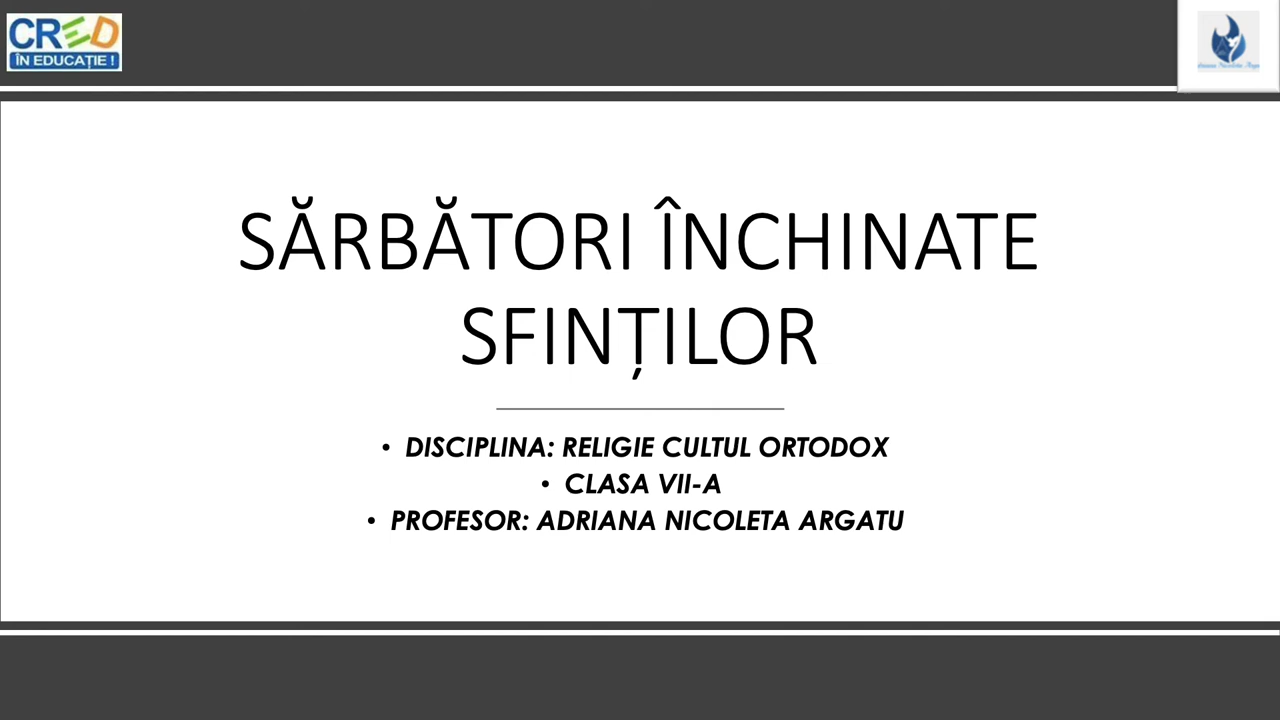 CRED
ÎN EDUCAȚIE !
SĂRBĂTORI ÎNCHINATE
SFINȚILOR
• DISCIPLINA: RELIGIE CULTUL ORTODOX
• CLASA VII-A
• PROFESOR: ADRIANA NICOLETA ARGATU